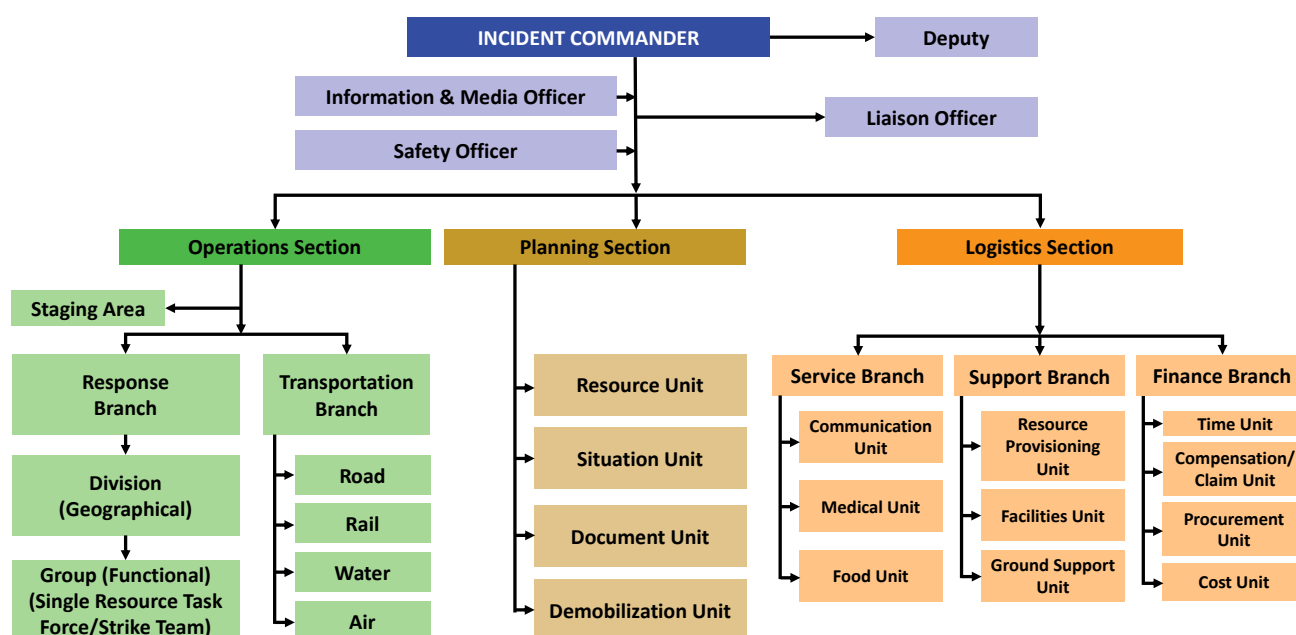 INCIDENT COMMANDER
Deputy
Information & Media Officer
Liaison Officer
Safety Officer
Operations Section
Planning Section
Logistics Section
Staging Area
Response
Branch
Transportation
Branch
Division
(Geographical)
Group (Functional)
(Single Resource Task
Force/Strike Team)
Road
Rail
Water
Air
Resource Unit
Situation Unit
Document Unit
Demobilization Unit
Service Branch
Communication
Unit
Medical Unit
Food Unit
Support Branch
Resource
Provisioning
Unit
Facilities Unit
Ground Support
Unit
Finance Branch
Time Unit
Compensation/
Claim Unit
Procurement
Unit
Cost Unit